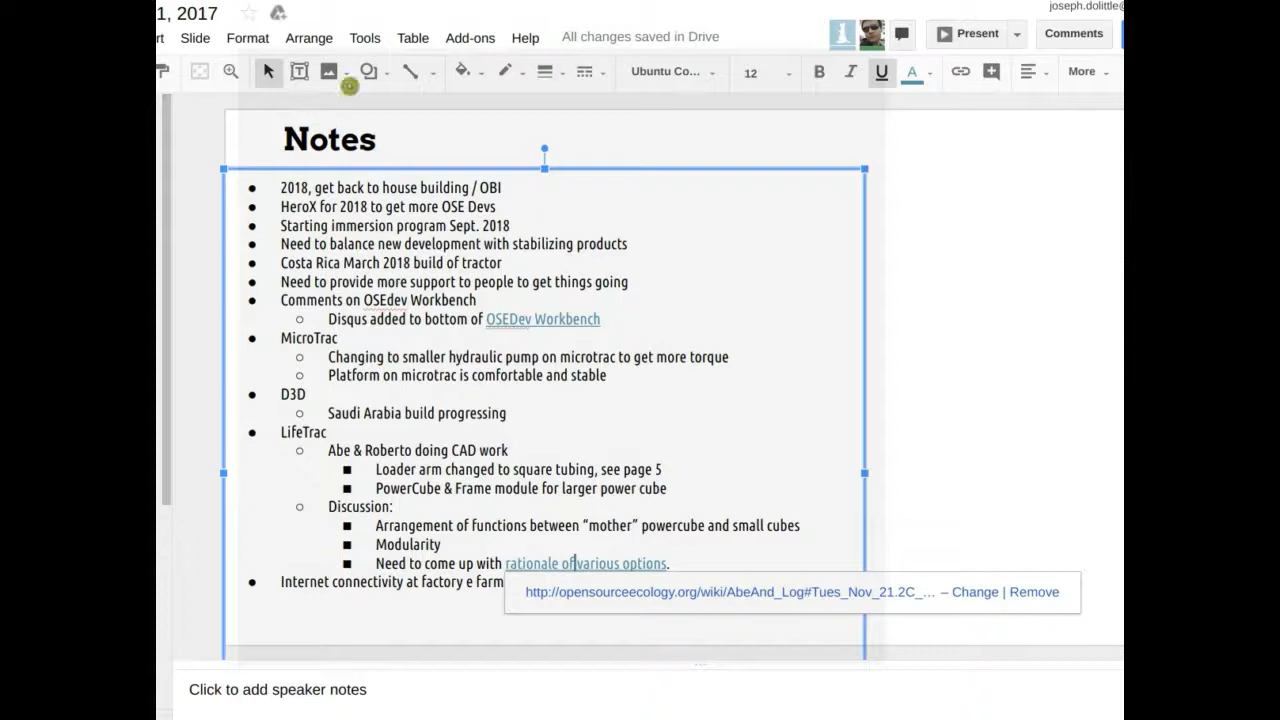 1, 2017
joseph.dolittle@
rt Slide Format Arrange Tools Table Add-ons Help All changes saved in Drive
Present Comments
Ubuntu Co... 12 B I U A More
Notes
● 2018, get back to house building / OBI
● HeroX for 2018 to get more OSE Devs
● Starting immersion program Sept. 2018
● Need to balance new development with stabilizing products
● Costa Rica March 2018 build of tractor
● Need to provide more support to people to get things going
● Comments on OSEdev Workbench
○ Disqus added to bottom of OSEDev Workbench
● MicroTrac
○ Changing to smaller hydraulic pump on microtrac to get more torque
○ Platform on microtrac is comfortable and stable
● D3D
○ Saudi Arabia build progressing
● LifeTrac
○ Abe & Roberto doing CAD work
■ Loader arm changed to square tubing, see page 5
■ PowerCube & Frame module for larger power cube
○ Discussion:
■ Arrangement of functions between “mother” powercube and small cubes
■ Modularity
■ Need to come up with rationale of various options.
● Internet connectivity at factory e farm
http://opensourceecology.org/wiki/AbeAnd_Log#Tues_Nov_21.2C_... – Change | Remove
Click to add speaker notes